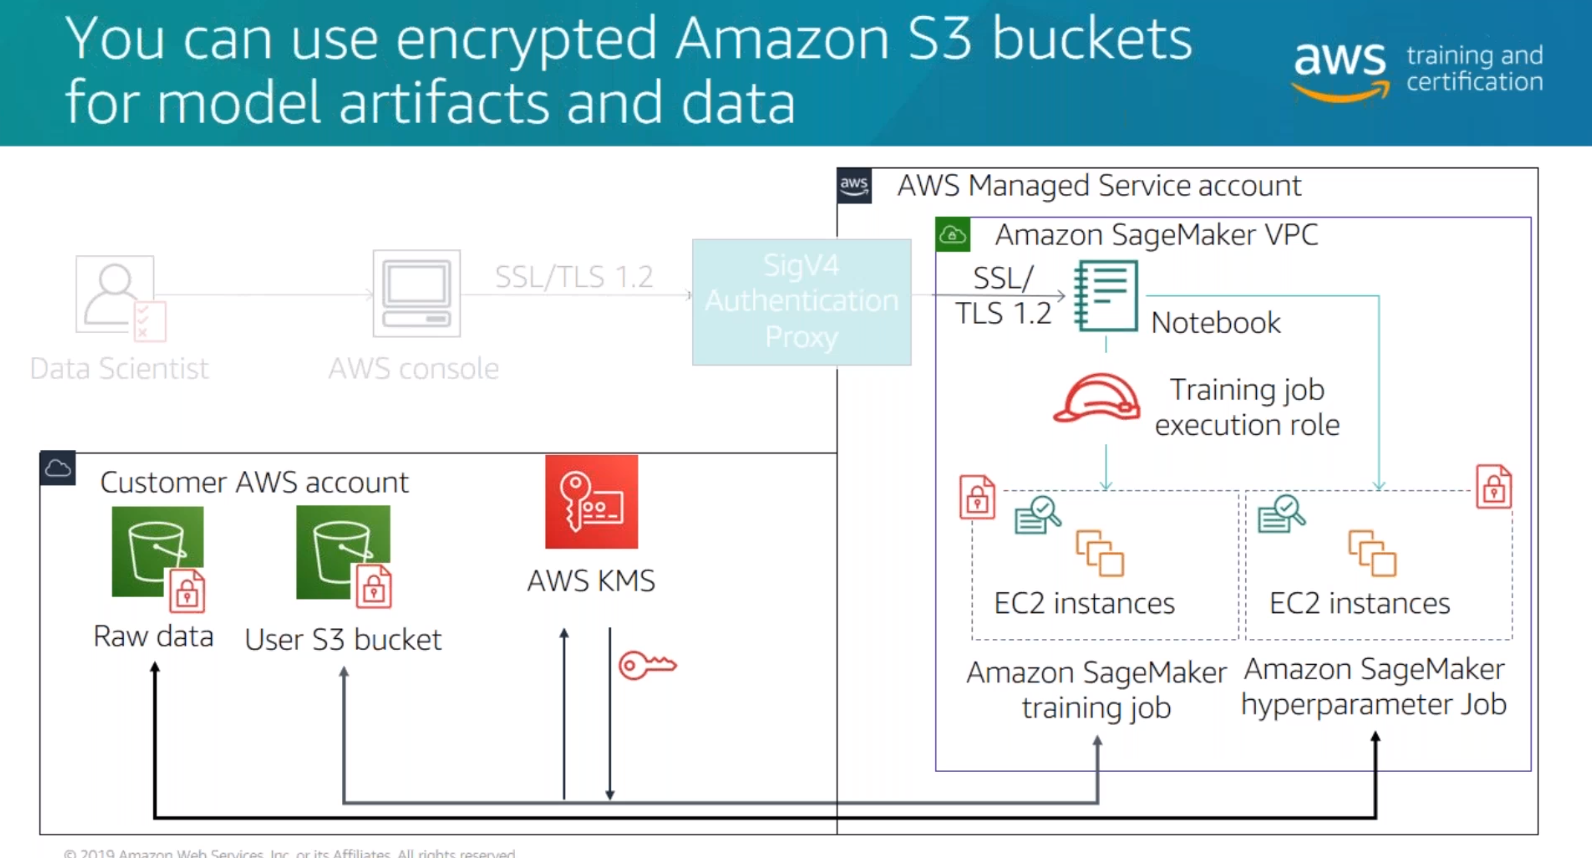 You can use encrypted Amazon S3 buckets
for model artifacts and data
aws
training and
certification
aws
AWS Managed Service account
Amazon SageMaker VPC
SSL/TLS 1.2
SigV4
Authentication
Proxy
SSL/
TLS 1.2
Notebook
Data Scientist
AWS console
Training job
execution role
Customer AWS account
AWS KMS
Raw data
User S3 bucket
EC2 instances
EC2 instances
Amazon SageMaker
training job
Amazon SageMaker
hyperparameter Job
© 2019 Amazon Web Services, Inc. or its Affiliates. All rights reserved.